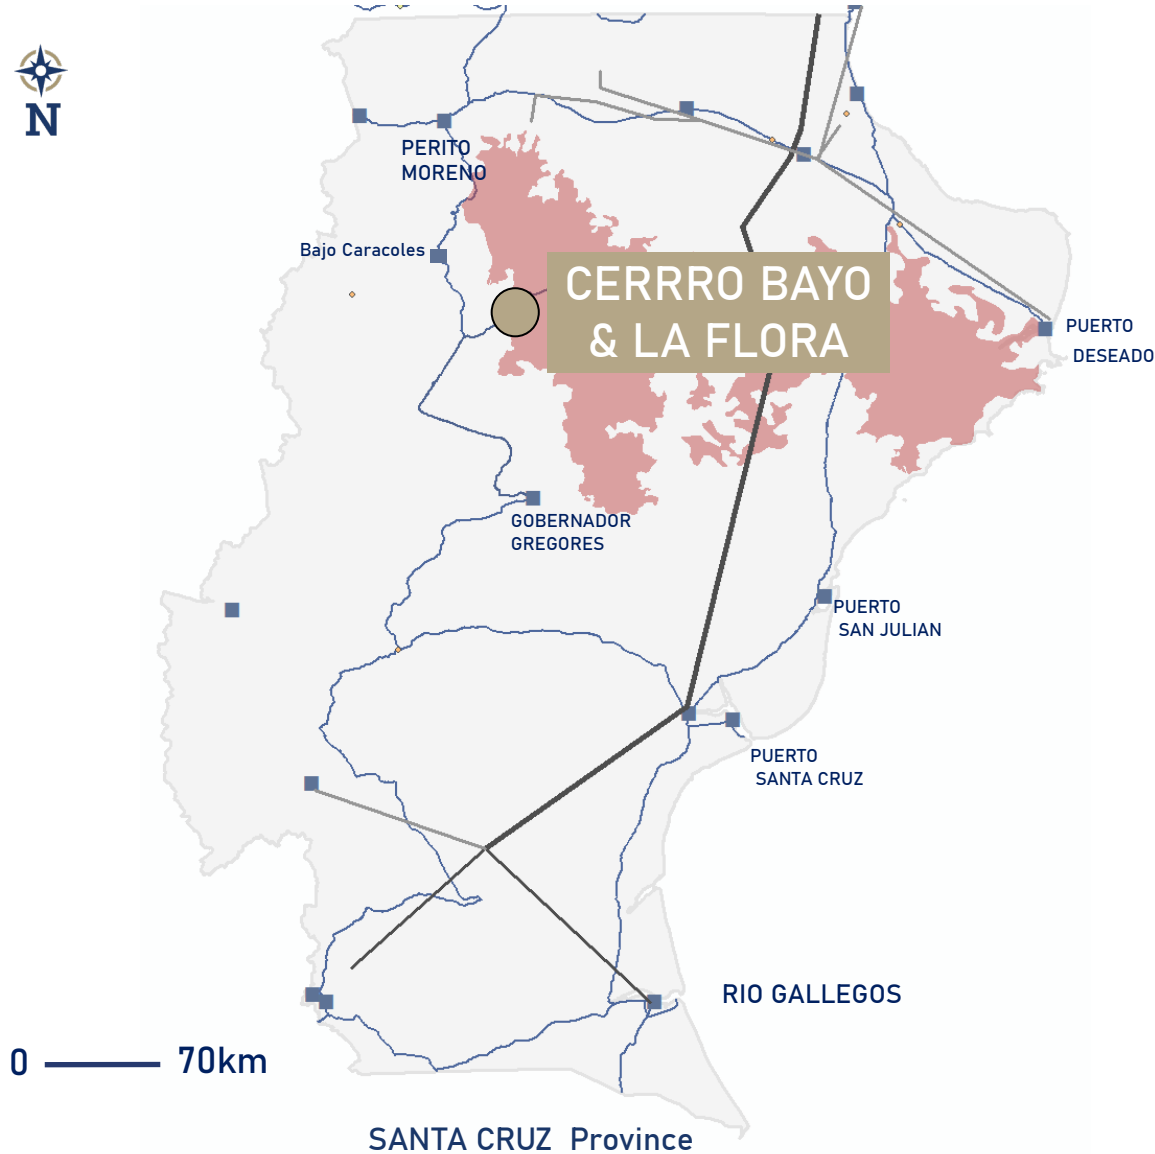 N
PERITO
MORENO
Bajo Caracoles
CERRRO BAYO
& LA FLORA
PUERTO
DESEADO
GOBERNADOR
GREGORES
PUERTO
SAN JULIAN
PUERTO
SANTA CRUZ
RIO GALLEGOS
0 70km
SANTA CRUZ Province